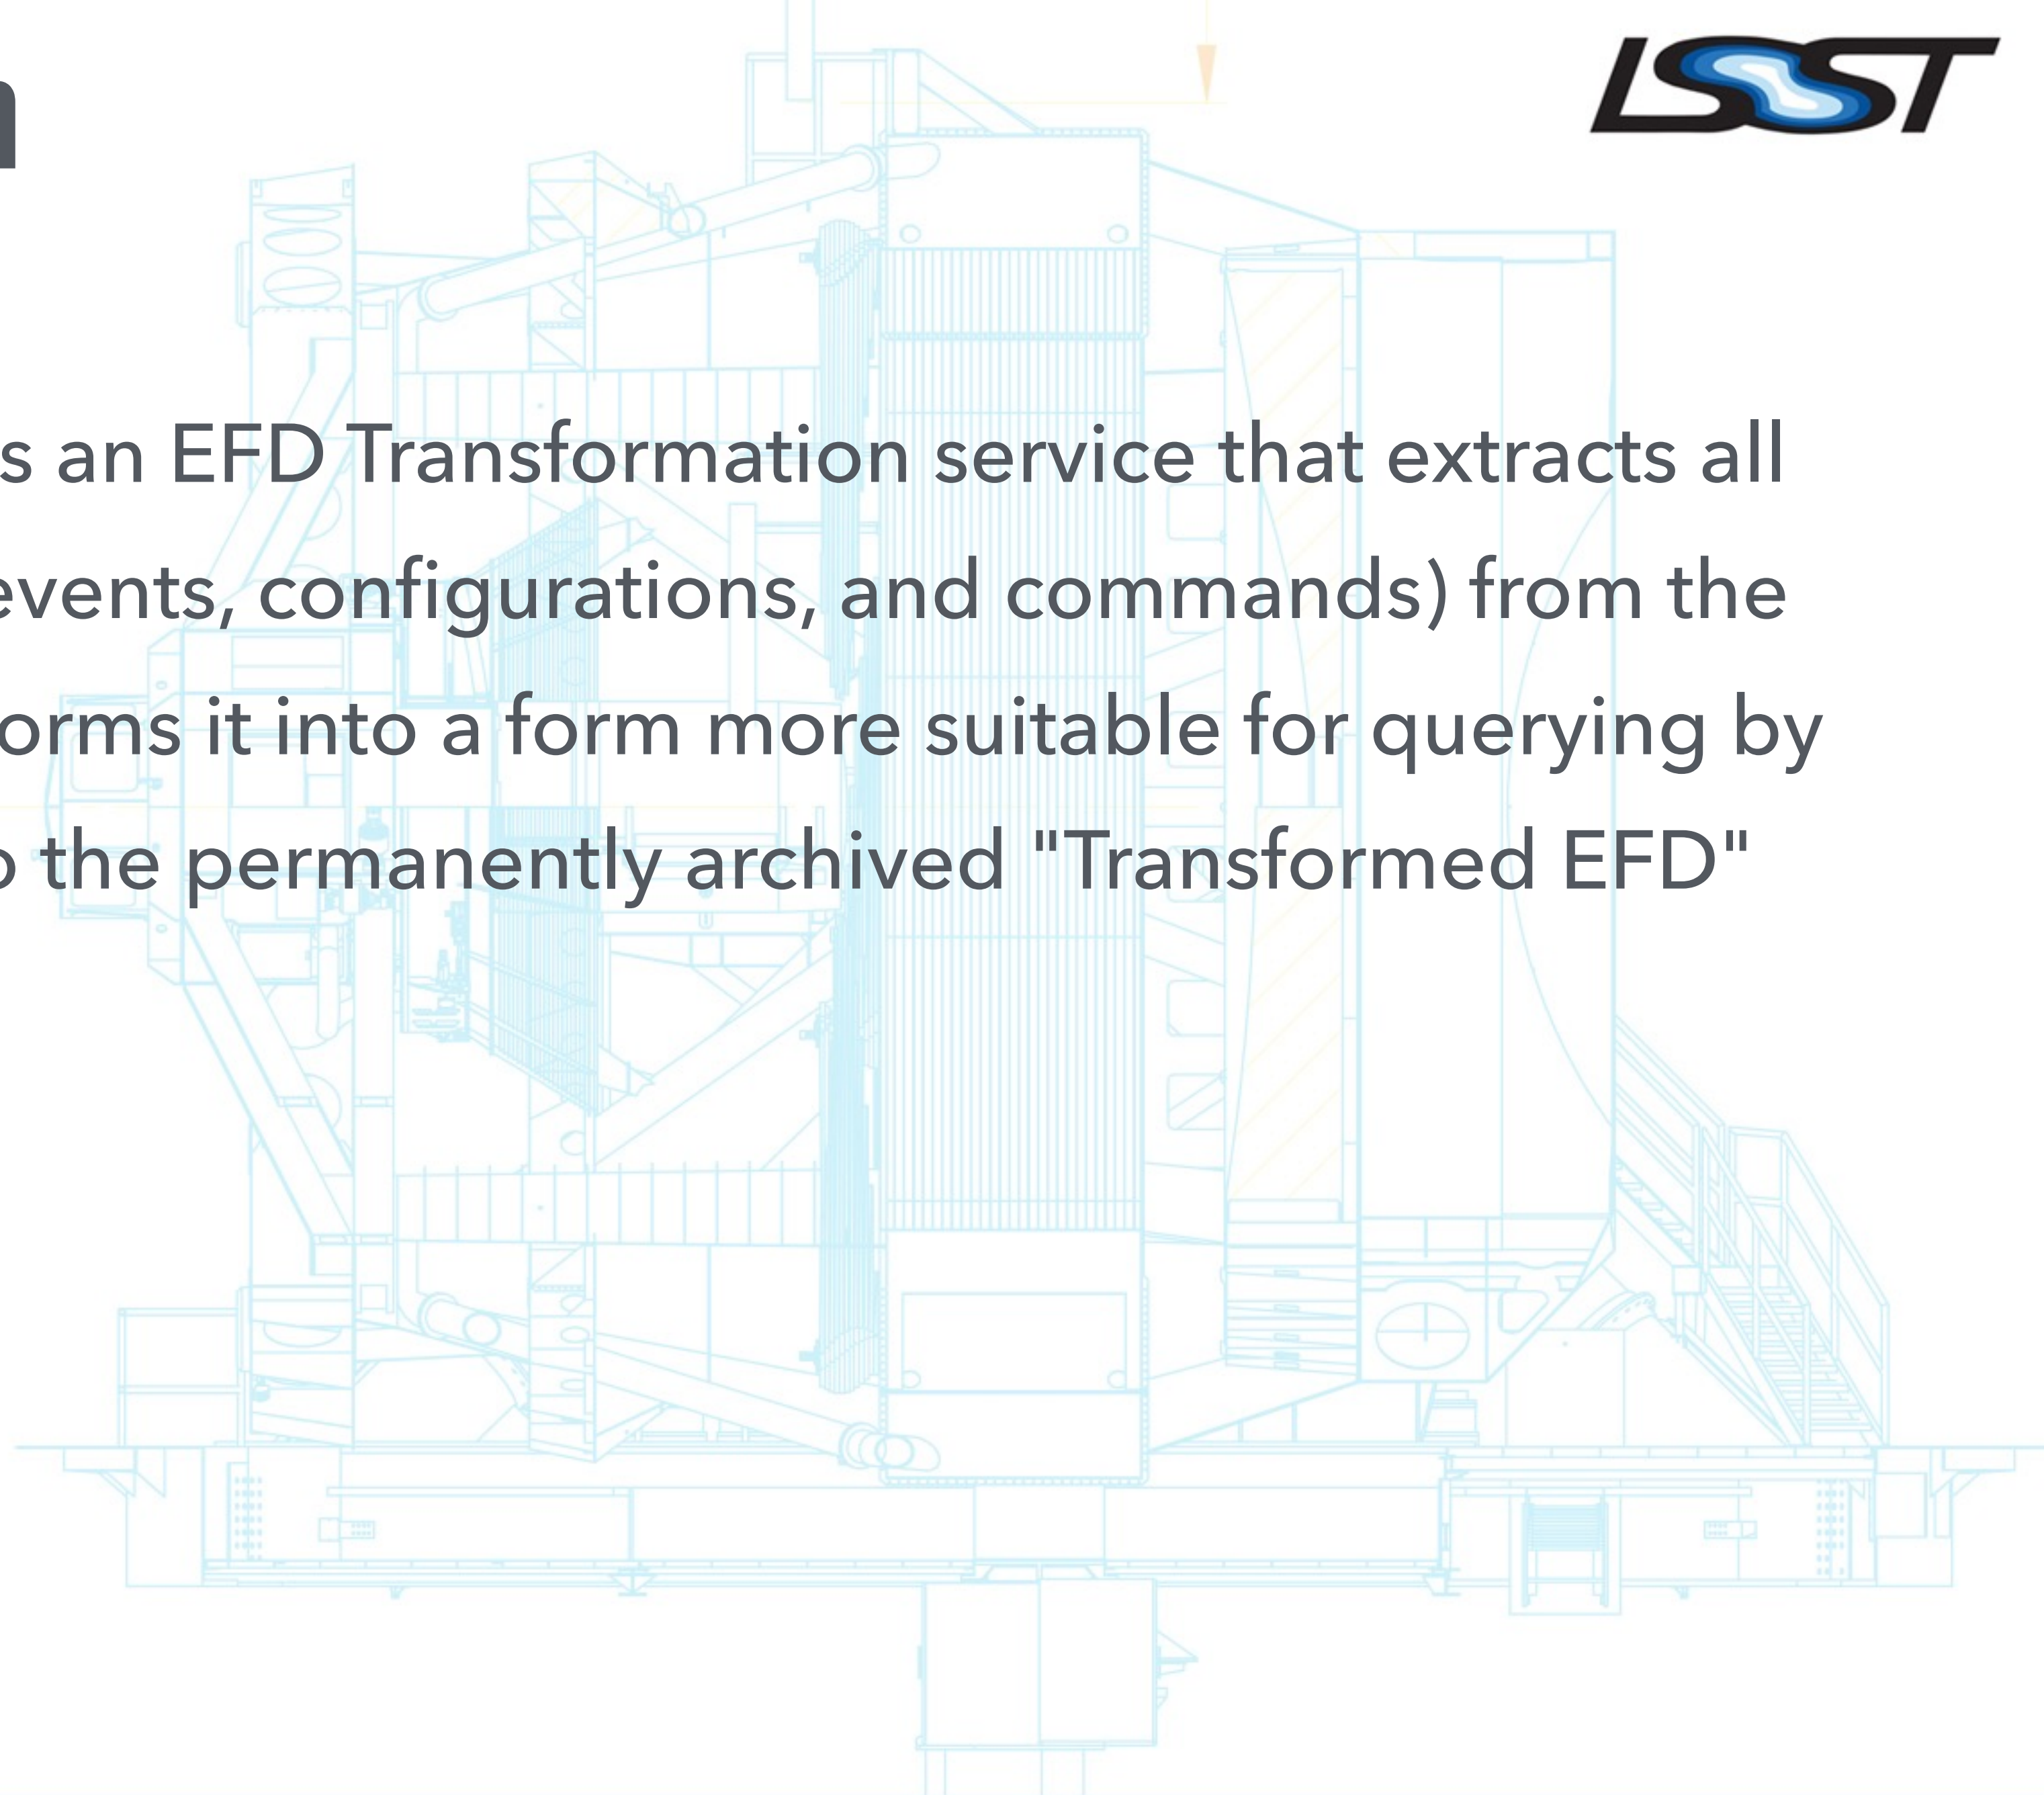 LSST
s an EFD Transformation service that extracts all
events, configurations, and commands) from the
orms it into a form more suitable for querying by
the permanently archived "Transformed EFD"